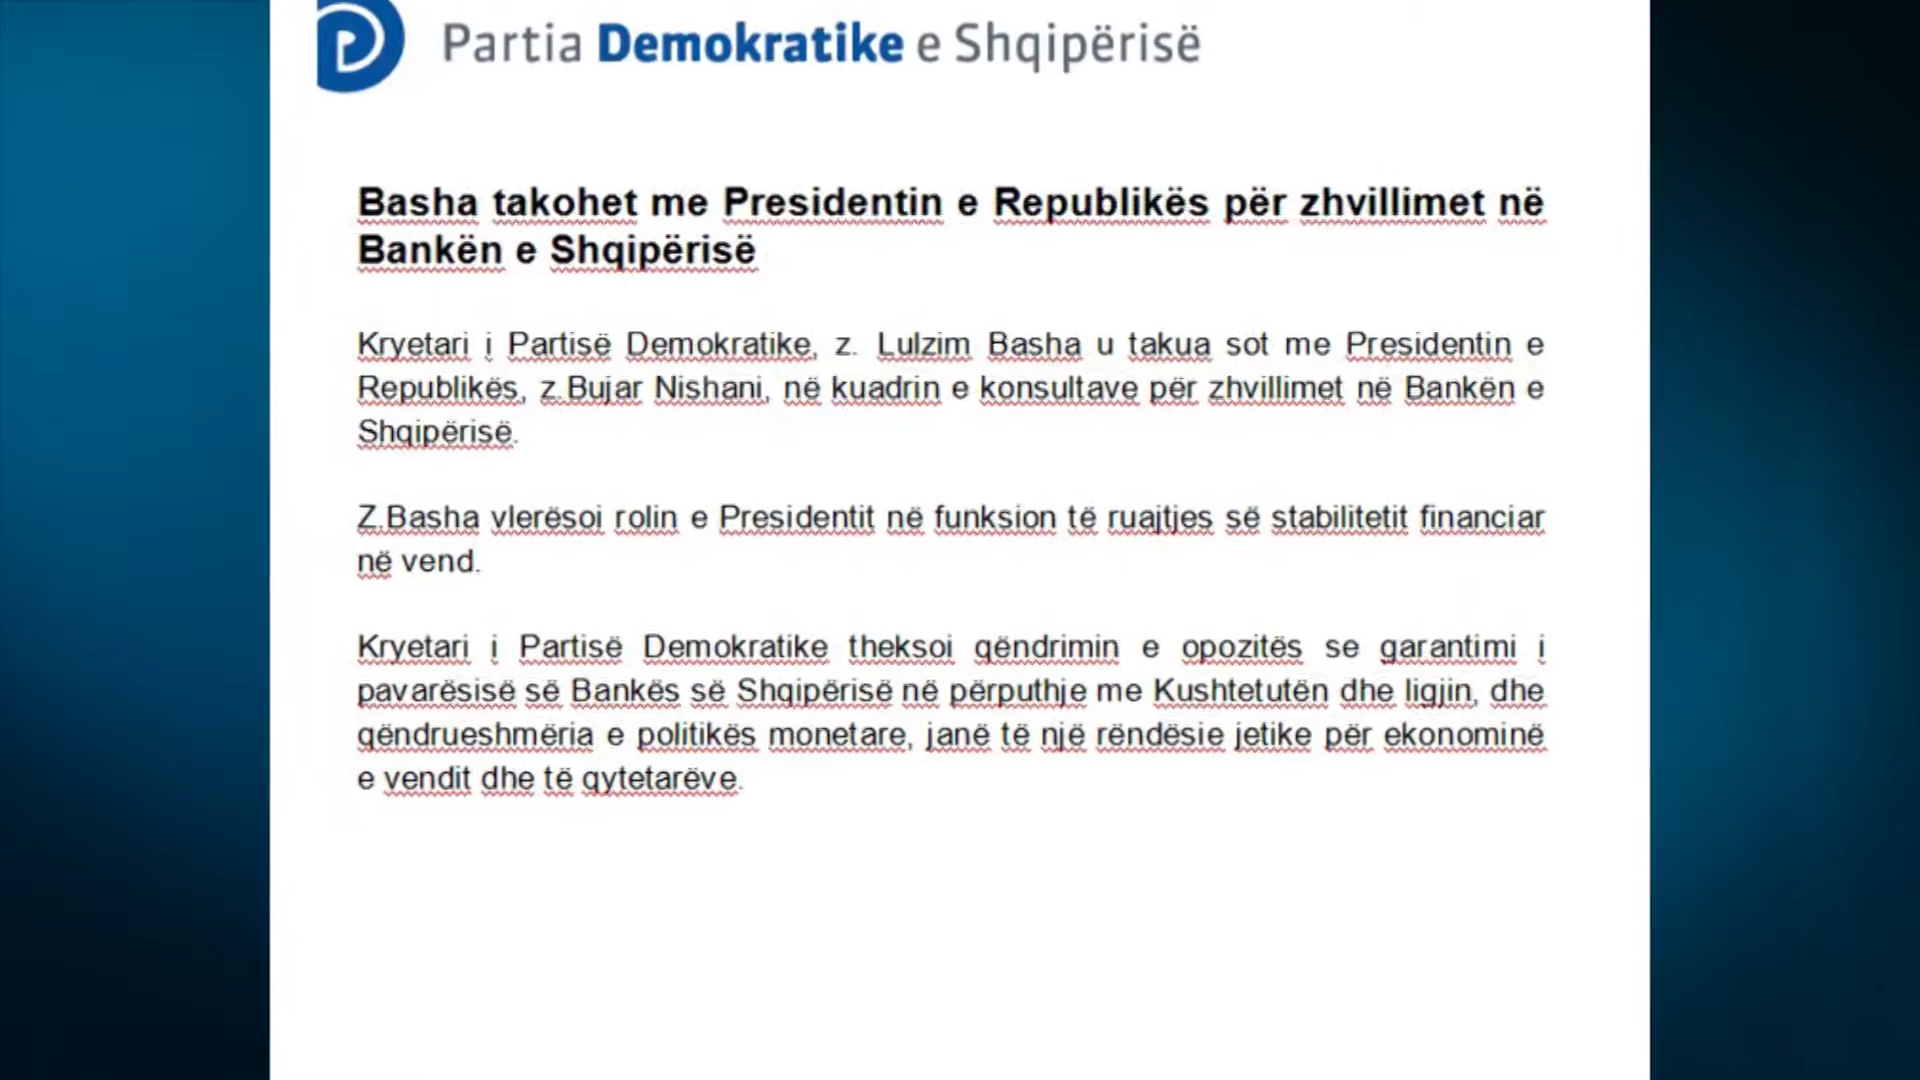 Partia Demokratike e Shqipërisë
Basha takohet me Presidentin e Republikës për zhvillimet në
Bankën e Shqipërisë
Kryetari i Partisë Demokratike, z. Lulzim Basha u takua sot me Presidentin e
Republikës, z.Bujar Nishani, në kuadrin e konsultave për zhvillimet në Bankën e
Shqipërisë.
Z.Basha vlerësoi rolin e Presidentit në funksion të ruajtjes së stabilitetit financiar
në vend.
Kryetari i Partisë Demokratike theksoi qëndrimin e opozitës se garantimi i
pavarësisë së Bankës së Shqipërisë në përputhje me Kushtetutën dhe ligjin, dhe
qëndrueshmëria e politikës monetare, janë të një rëndësie jetike për ekonominë
e vendit dhe të qytetarëve.